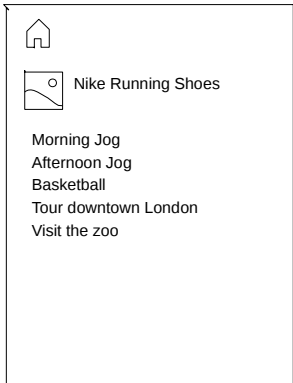 Nike Running Shoes
Morning Jog
Afternoon Jog
Basketball
Tour downtown London
Visit the zoo